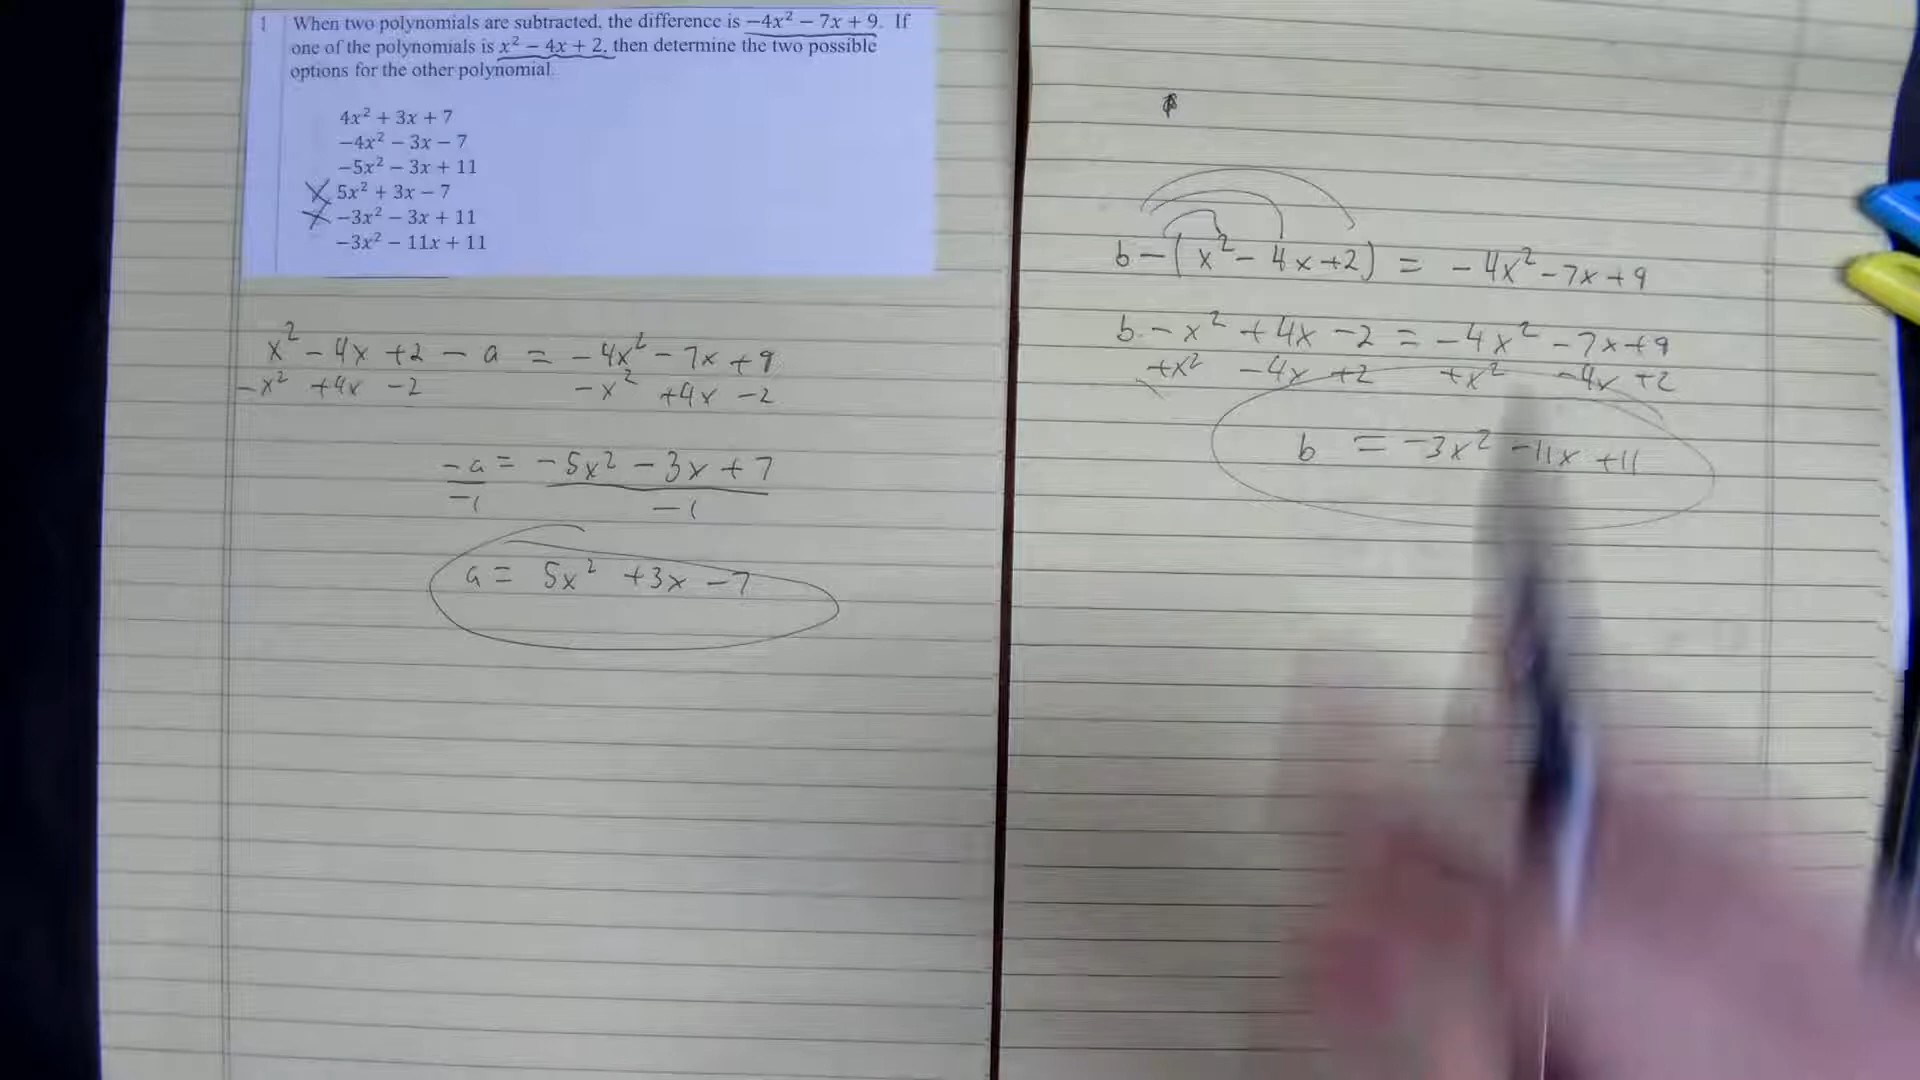 1 When two polynomials are subtracted, the difference is −4x² − 7x + 9. If
one of the polynomials is x² − 4x + 2, then determine the two possible
options for the other polynomial.
4x² + 3x + 7
−4x² − 3x − 7
−5x² − 3x + 11
X 5x² + 3x − 7
X −3x² − 3x + 11
−3x² − 11x + 11
x² − 4x + 2 − a = −4x² − 7x + 9
−x² +4x −2 −x² +4x −2
−a = −5x² − 3x + 7
−1 −1
a = 5x² + 3x − 7
b − (x² − 4x + 2) = −4x² − 7x + 9
b − x² + 4x − 2 = −4x² − 7x + 9
+x² −4x +2 +x² −4x +2
b = −3x² − 11x + 11